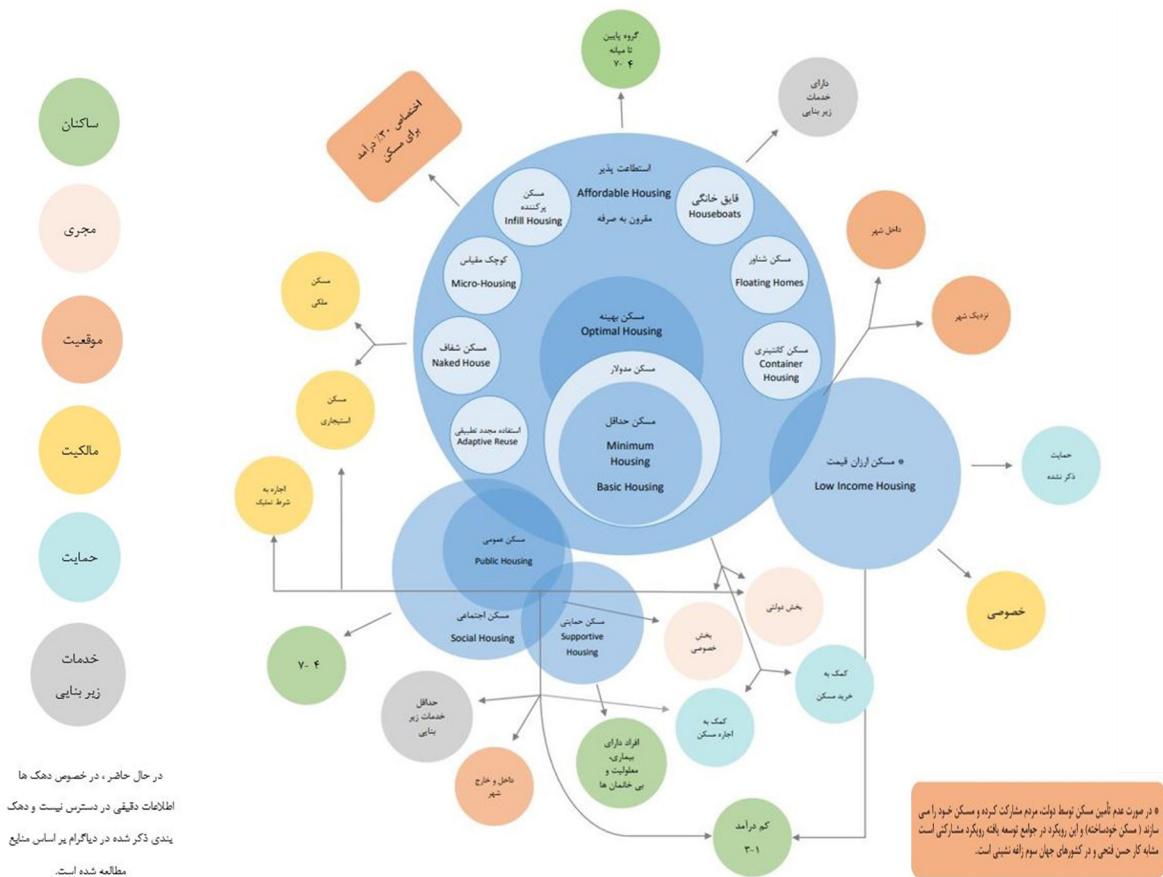 گروه پایین
تا میانه
۷-۴
دارای
خدمات
زیر بنایی
اختصاص ۳۰٪ درآمد
برای مسکن
ساکنان
مجری
موقعیت
مالکیت
حمایت
خدمات
زیر بنایی
استطاعت پذیر
Affordable Housing
مقرون به صرفه
مسکن
پرکننده
Infill Housing
قایق خانگی
Houseboats
کوچک مقیاس
Micro-Housing
مسکن شناور
Floating Homes
مسکن شفاف
Naked House
مسکن بهینه
Optimal Housing
مسکن کانتینری
Container
Housing
استفاده مجدد تطبیقی
Adaptive Reuse
مسکن مدولار
مسکن حداقل
Minimum
Housing
Basic Housing
داخل شهر
نزدیک شهر
مسکن
ملکی
مسکن
استیجاری
اجاره به
شرط تملیک
* مسکن ارزان قیمت
Low Income Housing
حمایت
ذکر نشده
خصوصی
مسکن عمومی
Public Housing
مسکن اجتماعی
Social Housing
مسکن حمایتی
Supportive
Housing
بخش دولتی
بخش
خصوصی
۷-۴
حداقل
خدمات زیر
بنایی
داخل و خارج
شهر
افراد دارای
بیماری،
معلولیت و
بی خانمان ها
کمک به
اجاره مسکن
کمک به
خرید مسکن
کم درآمد
۳-۱
در حال حاضر ، در خصوص دهک ها
اطلاعات دقیقی در دسترس نیست و دهک
بندی ذکر شده در دیاگرام بر اساس منابع
مطالعه شده است.
* در صورت عدم تأمین مسکن توسط دولت، مردم مشارکت کرده و مسکن خود را می
سازند ( مسکن خودساخته) و این رویکرد در جوامع توسعه یافته رویکرد مشارکتی است
مشابه کار حسن فتحی و در کشورهای جهان سوم زاغه نشینی است.